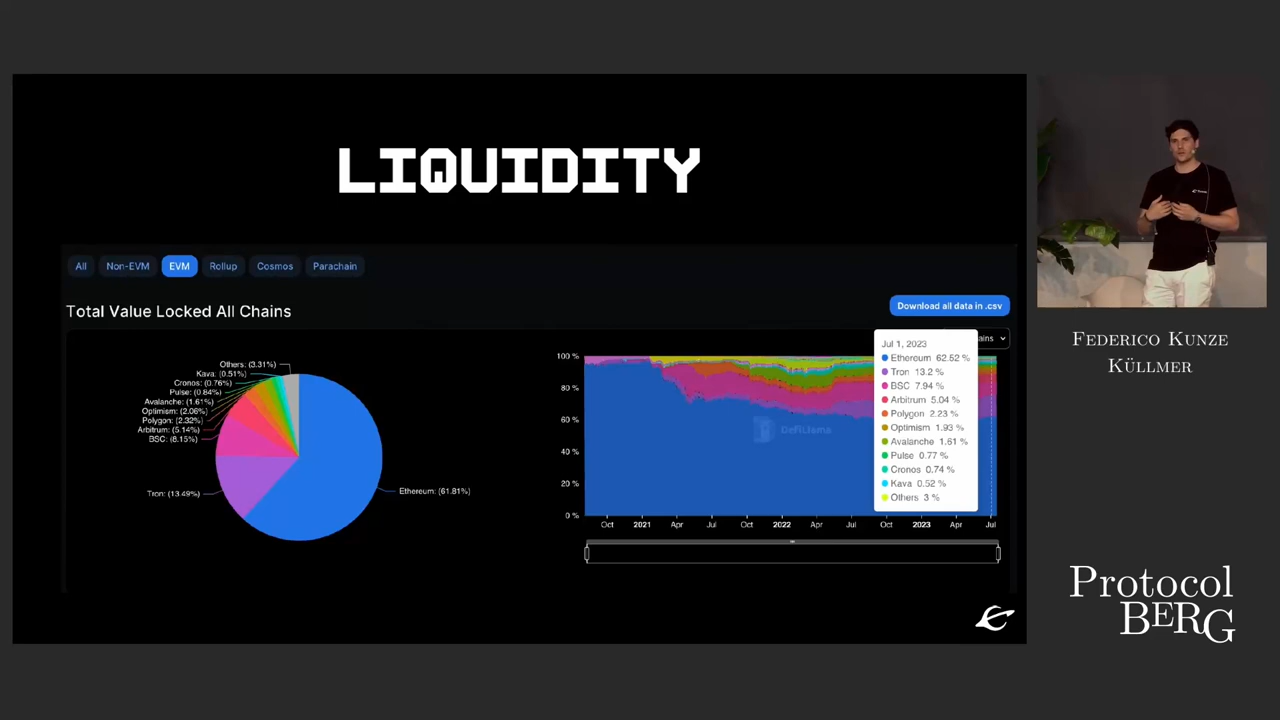 LIQUIDITY
All
Non-EVM
EVM
Rollup
Cosmos
Parachain
Total Value Locked All Chains
Download all data in .csv
ains
Others: (3.31%)
Kava: (0.51%)
Cronos: (0.76%)
Pulse: (0.84%)
Avalanche: (1.61%)
Optimism: (2.06%)
Polygon: (2.32%)
Arbitrum: (5.14%)
BSC: (8.15%)
Tron: (13.49%)
Ethereum: (61.81%)
100 %
80 %
60 %
40 %
20 %
0 %
DefiLlama
Jul 1, 2023
Ethereum 62.52 %
Tron 13.2 %
BSC 7.94 %
Arbitrum 5.04 %
Polygon 2.23 %
Optimism 1.93 %
Avalanche 1.61 %
Pulse 0.77 %
Cronos 0.74 %
Kava 0.52 %
Others 3 %
Oct 2021 Apr Jul Oct 2022 Apr Jul Oct 2023 Apr Jul
FEDERICO KUNZE
KÜLLMER
Protocol
BERG